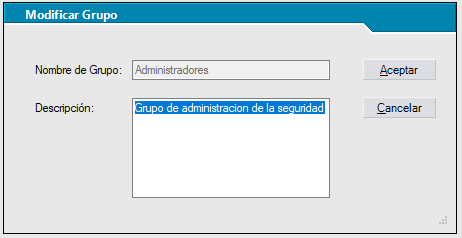 Modificar Grupo
Nombre de Grupo: Administradores Aceptar
Descripción: Grupo de administracion de la seguridad Cancelar